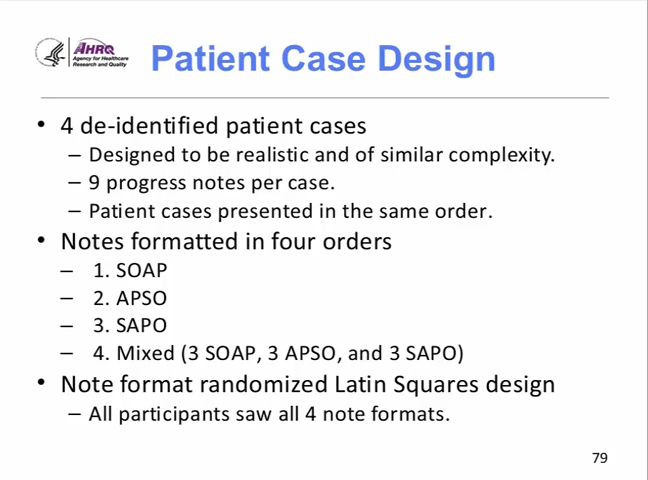 AHRQ
Agency for Healthcare
Research and Quality
Patient Case Design
• 4 de-identified patient cases
– Designed to be realistic and of similar complexity.
– 9 progress notes per case.
– Patient cases presented in the same order.
• Notes formatted in four orders
– 1. SOAP
– 2. APSO
– 3. SAPO
– 4. Mixed (3 SOAP, 3 APSO, and 3 SAPO)
• Note format randomized Latin Squares design
– All participants saw all 4 note formats.
79